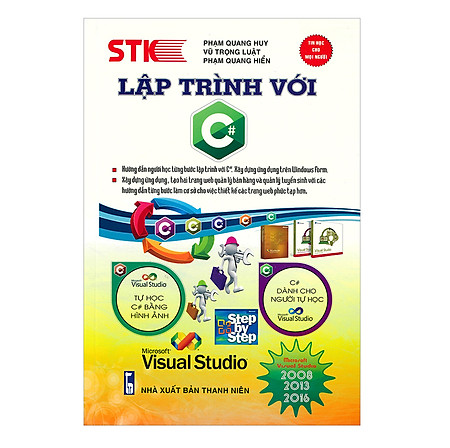 STK
PHẠM QUANG HUY
VŨ TRỌNG LUẬT
PHẠM QUANG HIỂN
TIN HỌC
CHO
MỌI NGƯỜI
LẬP TRÌNH VỚI
C#
Hướng dẫn người học từng bước lập trình với C#. Xây dựng ứng dụng trên Windows Form.
Xây dựng ứng dụng, tạo hai trang web quản lý bán hàng và quản lý tuyển sinh với các
hướng dẫn từng bước làm cơ sở cho việc thiết kế các trang web phức tạp hơn.
C#
Microsoft
Visual Studio
TỰ HỌC
C# BẰNG
HÌNH ẢNH
C#
C#
DÀNH CHO
NGƯỜI TỰ HỌC
Microsoft
Visual Studio
Step
by
Step
Microsoft
Visual Studio
Microsoft
Visual Studio
2008
2013
2016
NHÀ XUẤT BẢN THANH NIÊN